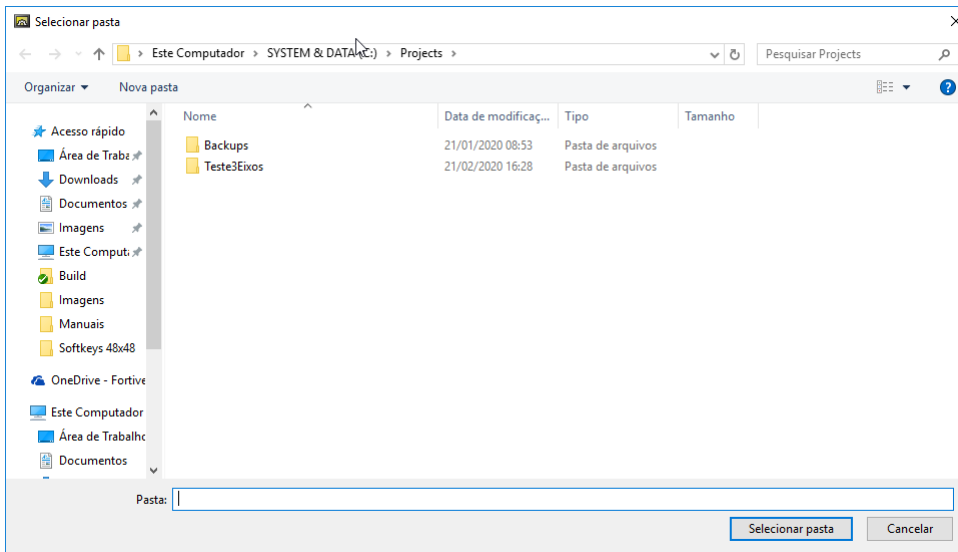 Selecionar pasta
Este Computador > SYSTEM & DATA (C:) > Projects >
Pesquisar Projects
Organizar Nova pasta
Nome Data de modificaç... Tipo Tamanho
Backups 21/01/2020 08:53 Pasta de arquivos
Teste3Eixos 21/02/2020 16:28 Pasta de arquivos
Acesso rápido
Área de Traba
Downloads
Documentos
Imagens
Este Computa
Build
Imagens
Manuais
Softkeys 48x48
OneDrive - Fortive
Este Computador
Área de Trabalho
Documentos
Pasta:
Selecionar pasta Cancelar